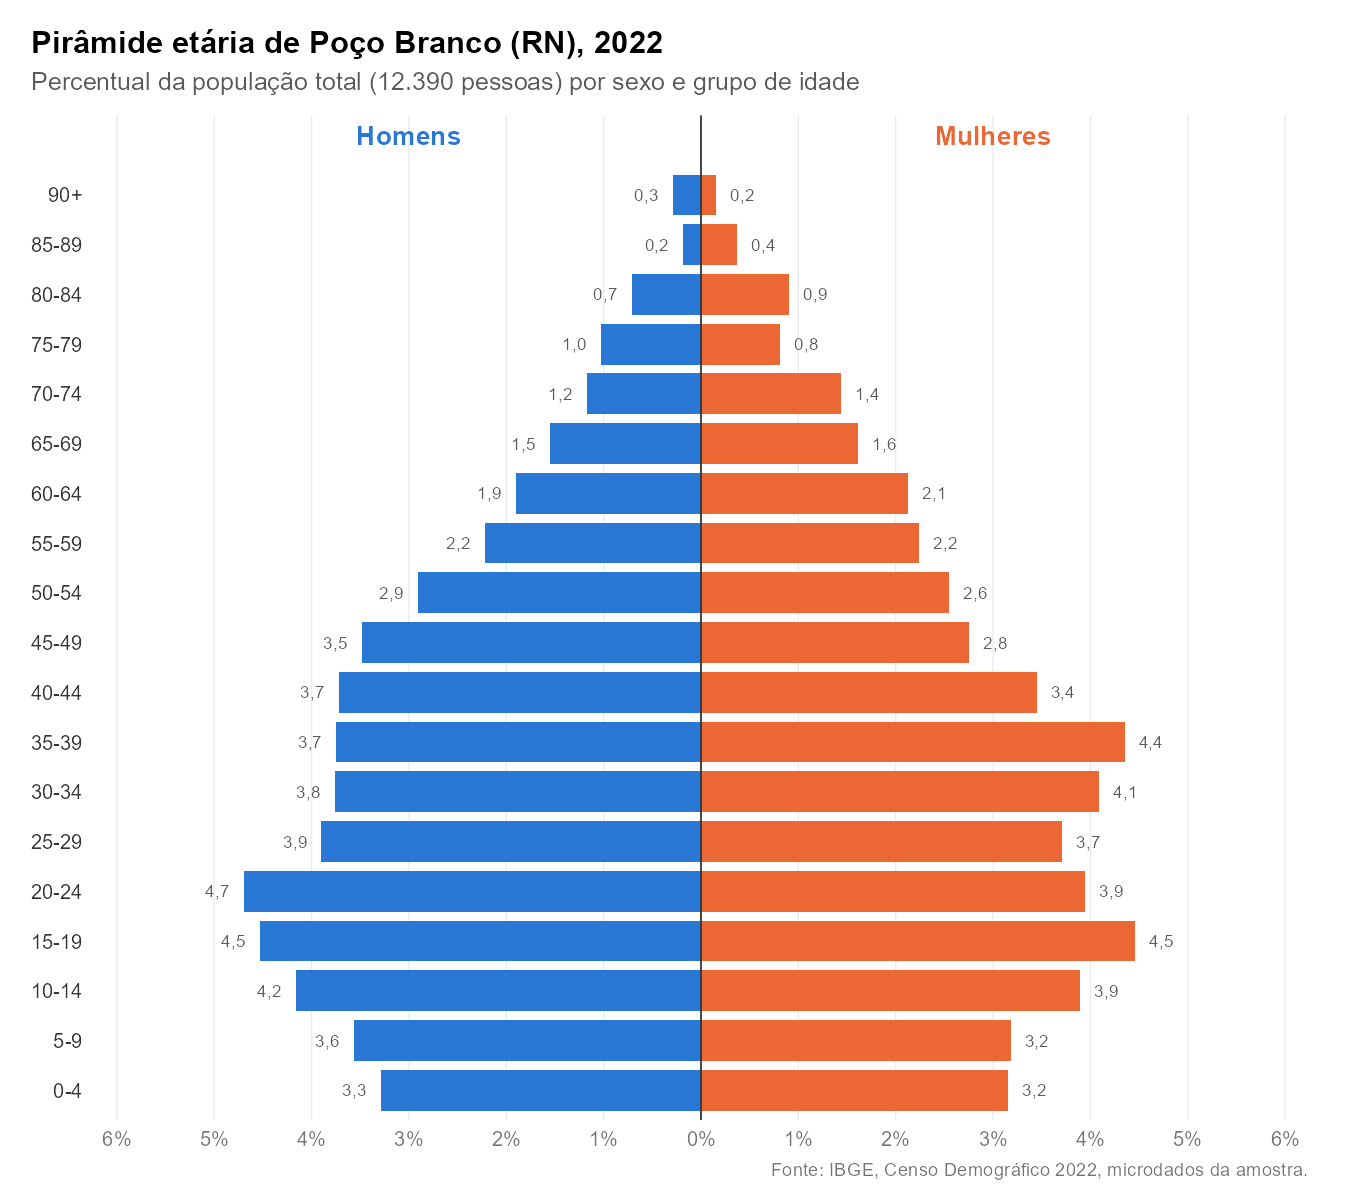 Pirâmide etária de Poço Branco (RN), 2022
Percentual da população total (12.390 pessoas) por sexo e grupo de idade
Homens Mulheres
90+ 0,3 0,2
85-89 0,2 0,4
80-84 0,7 0,9
75-79 1,0 0,8
70-74 1,2 1,4
65-69 1,5 1,6
60-64 1,9 2,1
55-59 2,2 2,2
50-54 2,9 2,6
45-49 3,5 2,8
40-44 3,7 3,4
35-39 3,7 4,4
30-34 3,8 4,1
25-29 3,9 3,7
20-24 4,7 3,9
15-19 4,5 4,5
10-14 4,2 3,9
5-9 3,6 3,2
0-4 3,3 3,2
6% 5% 4% 3% 2% 1% 0% 1% 2% 3% 4% 5% 6%
Fonte: IBGE, Censo Demográfico 2022, microdados da amostra.